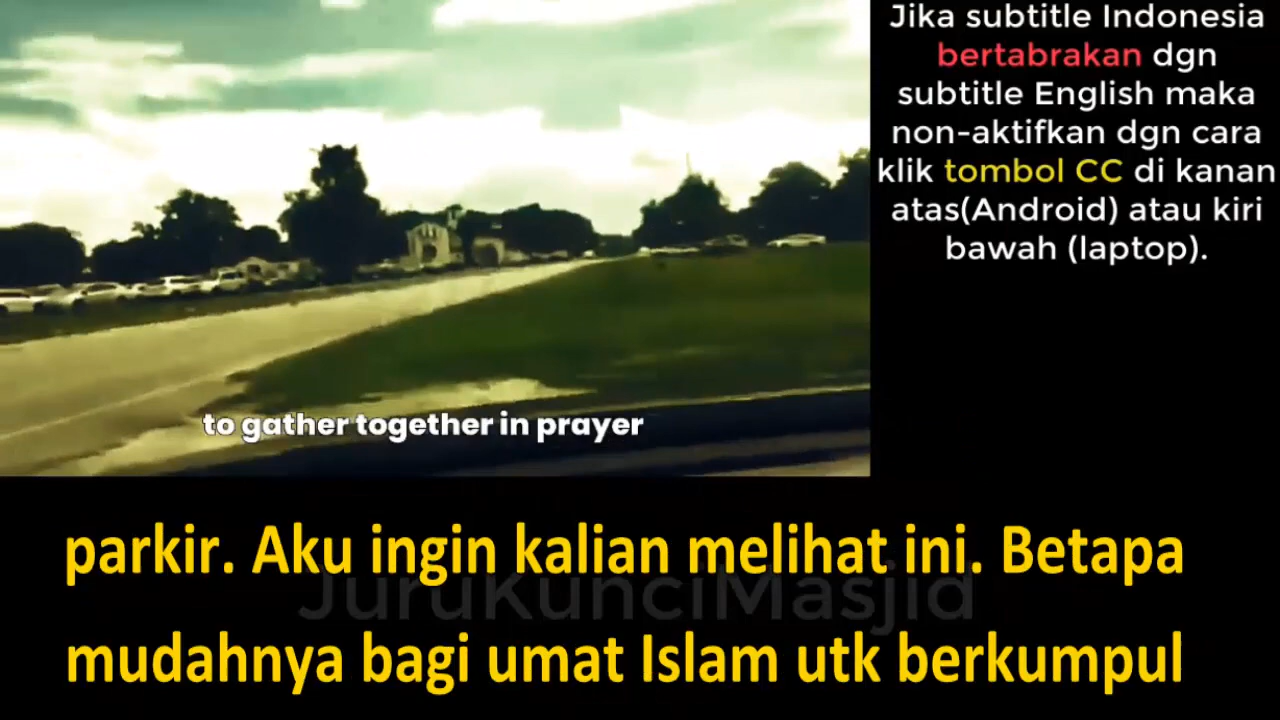 Jika subtitle Indonesia
bertabrakan dgn
subtitle English maka
non-aktifkan dgn cara
klik tombol CC di kanan
atas(Android) atau kiri
bawah (laptop).
to gather together in prayer
parkir. Aku ingin kalian melihat ini. Betapa
JuruKunciMasjid
mudahnya bagi umat Islam utk berkumpul